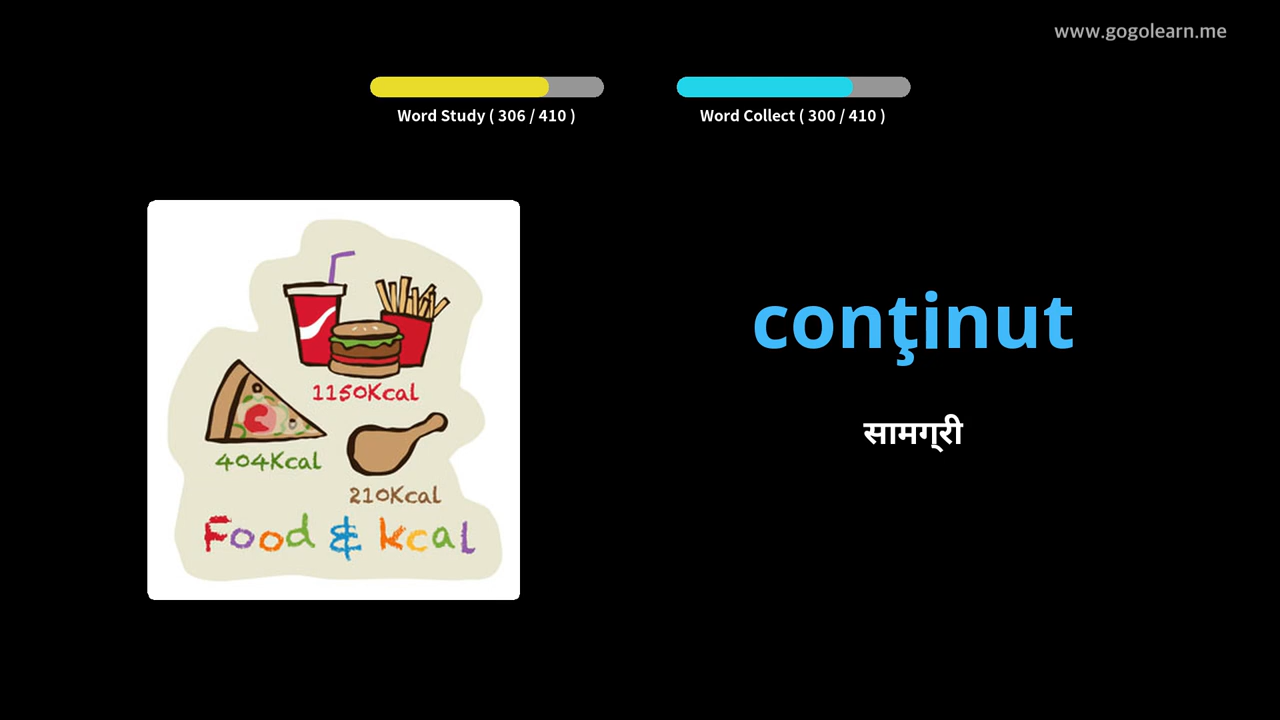 www.gogolearn.me
Word Study ( 306 / 410 )
Word Collect ( 300 / 410 )
1150Kcal
404Kcal
210Kcal
Food & kcal
conţinut
सामग्री